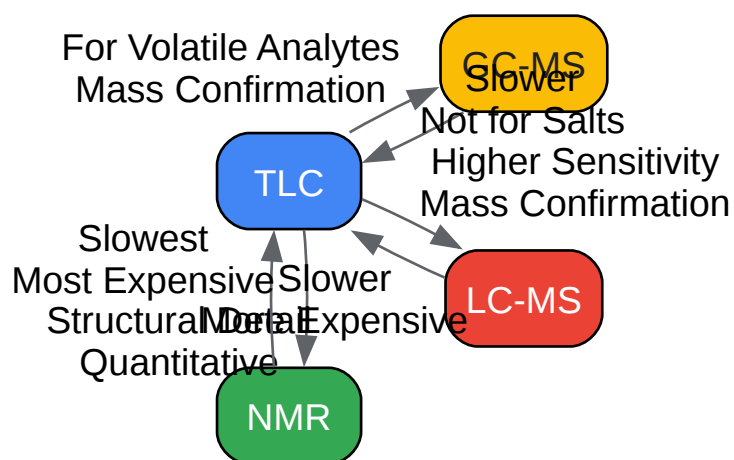 For Volatile Analytes
Mass Confirmation
GC-MS
Slower
Not for Salts
Higher Sensitivity
Mass Confirmation
TLC
Slowest
Most Expensive
Structural Detail
Quantitative
Slower
More Expensive
LC-MS
NMR